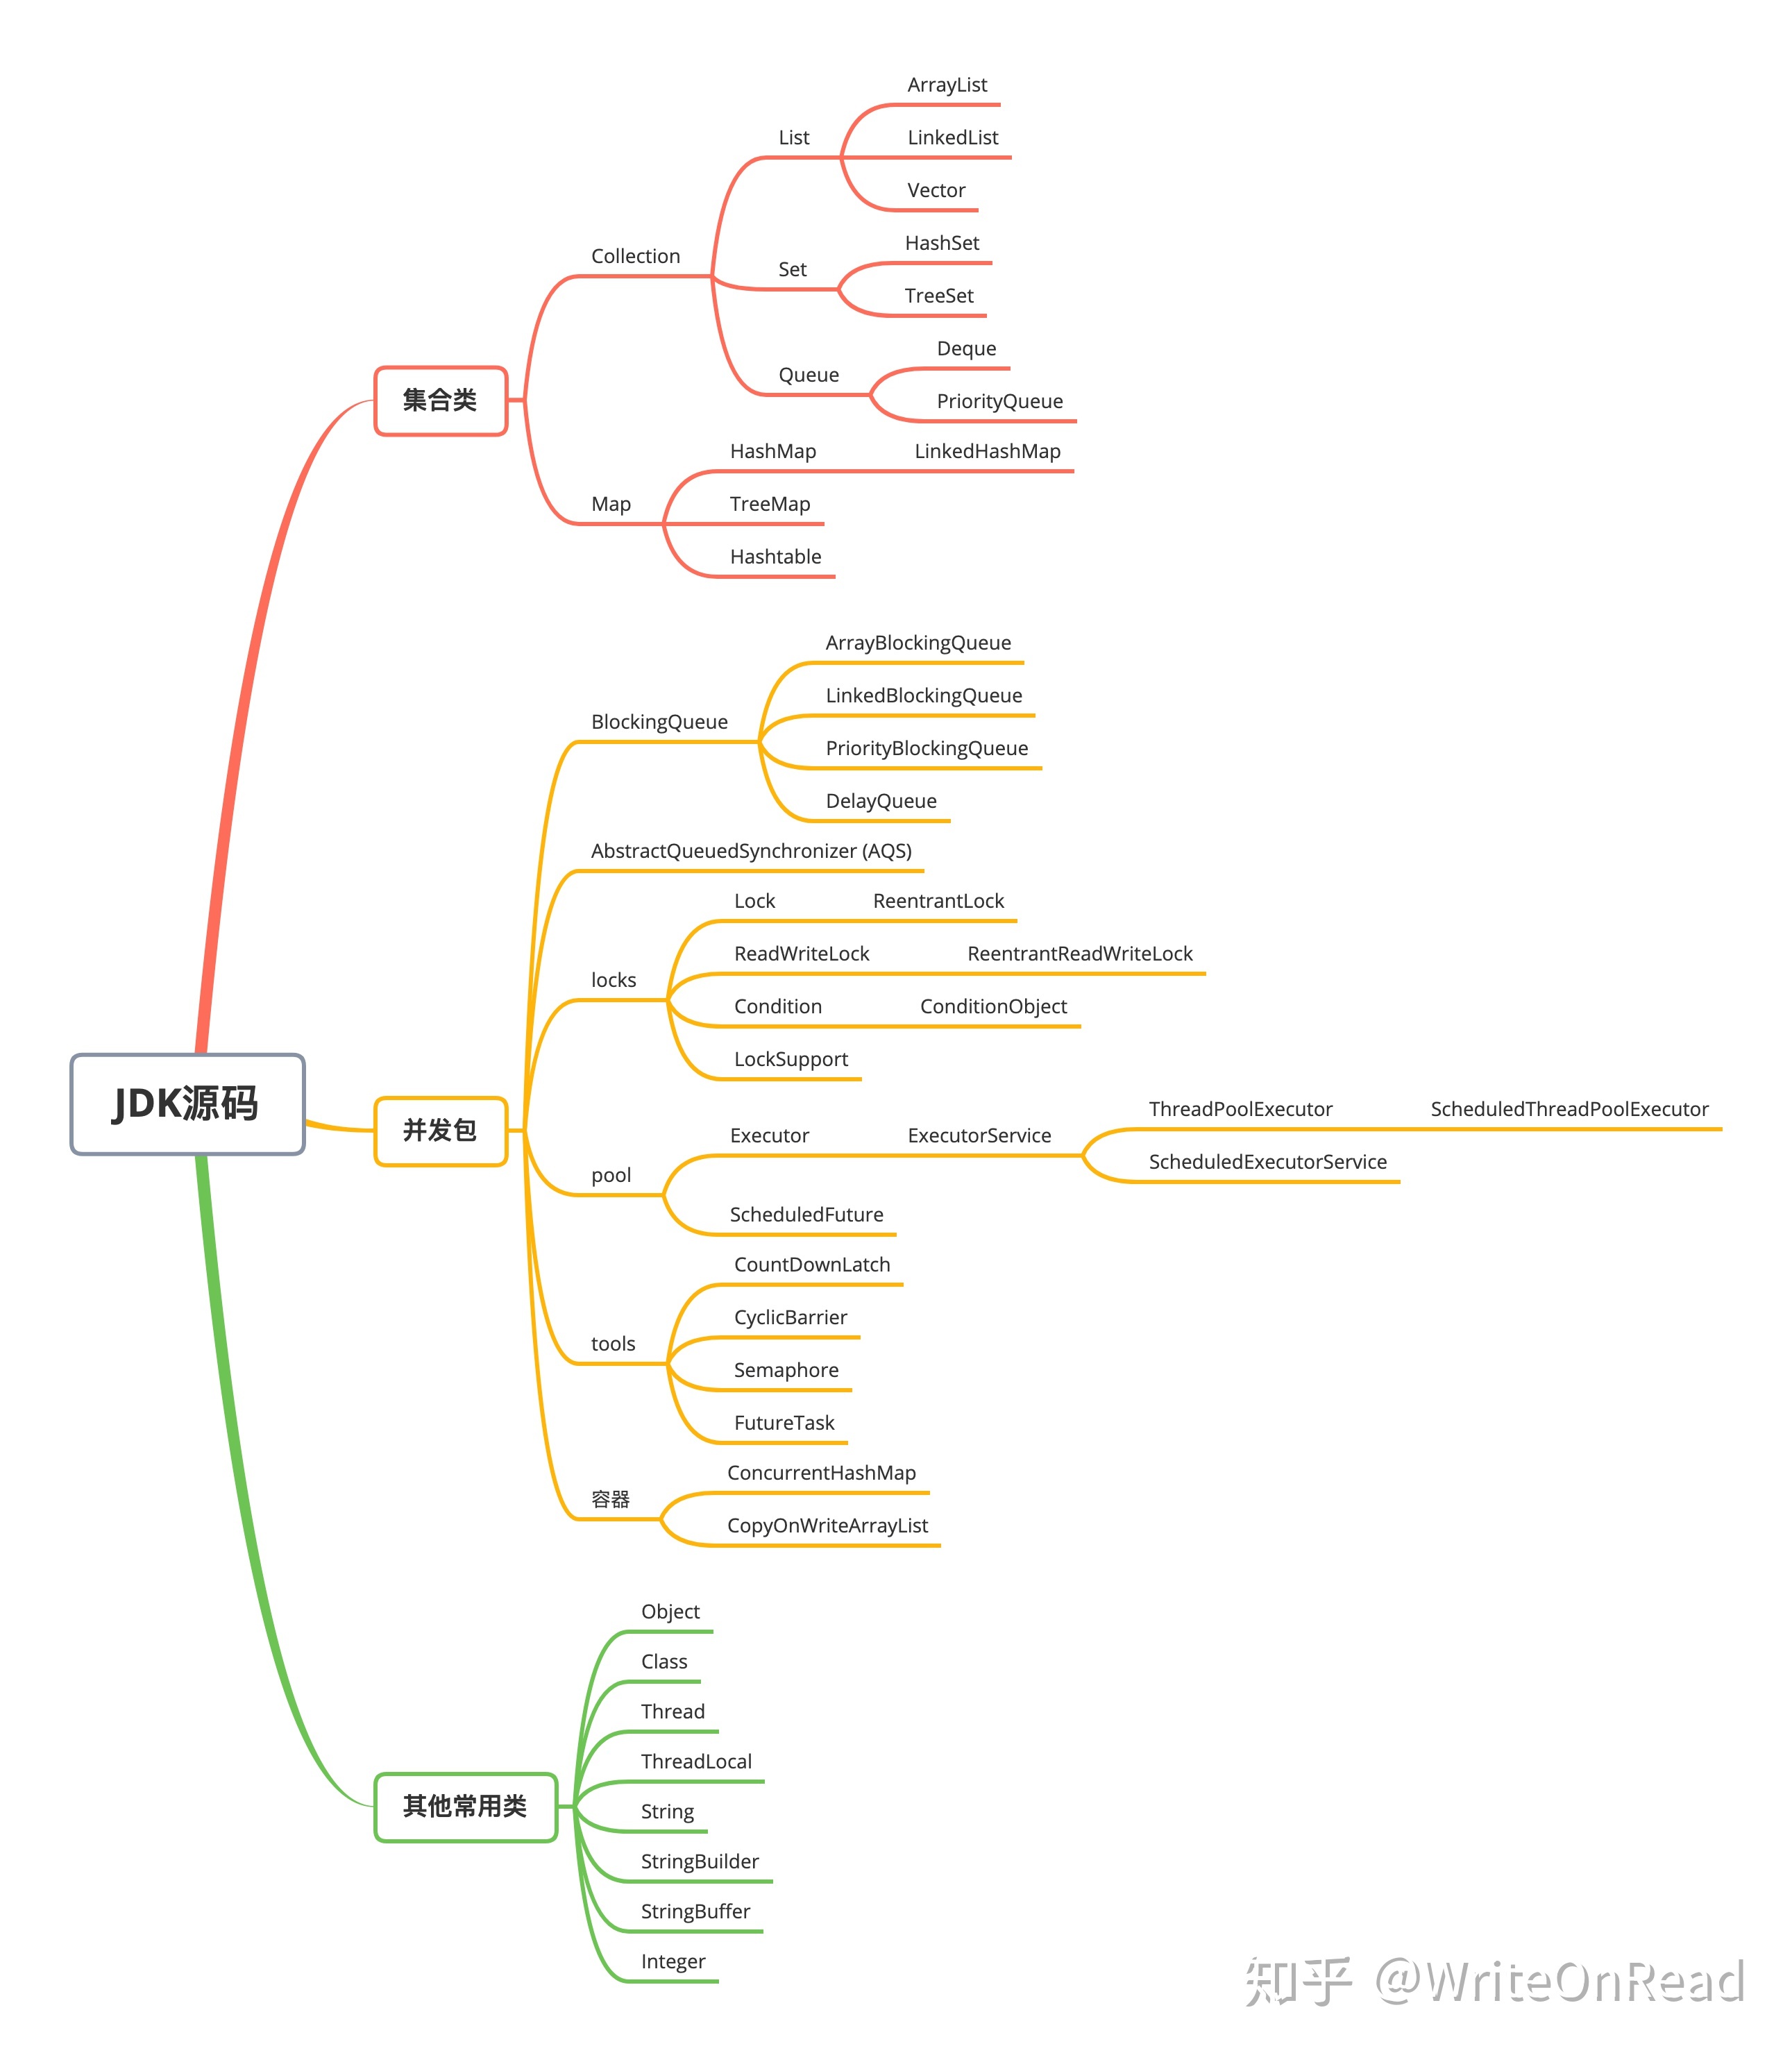 JDK源码
集合类
Collection
List
ArrayList
LinkedList
Vector
Set
HashSet
TreeSet
Queue
Deque
PriorityQueue
Map
HashMap
LinkedHashMap
TreeMap
Hashtable
并发包
BlockingQueue
ArrayBlockingQueue
LinkedBlockingQueue
PriorityBlockingQueue
DelayQueue
AbstractQueuedSynchronizer (AQS)
locks
Lock
ReentrantLock
ReadWriteLock
ReentrantReadWriteLock
Condition
ConditionObject
LockSupport
pool
Executor
ExecutorService
ThreadPoolExecutor
ScheduledThreadPoolExecutor
ScheduledExecutorService
ScheduledFuture
tools
CountDownLatch
CyclicBarrier
Semaphore
FutureTask
容器
ConcurrentHashMap
CopyOnWriteArrayList
其他常用类
Object
Class
Thread
ThreadLocal
String
StringBuilder
StringBuffer
Integer
知乎 @WriteOnRead